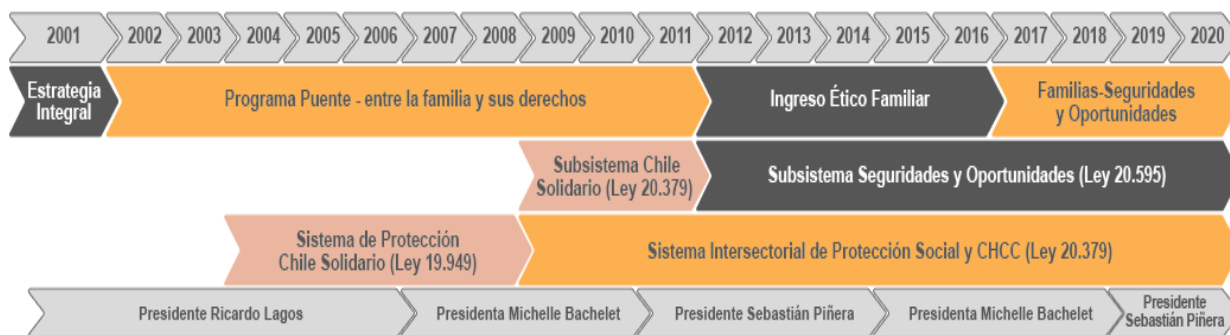 2001 2002 2003 2004 2005 2006 2007 2008 2009 2010 2011 2012 2013 2014 2015 2016 2017 2018 2019 2020
Estrategia
Integral
Programa Puente - entre la familia y sus derechos
Ingreso Ético Familiar
Familias-Seguridades
y Oportunidades
Subsistema Chile
Solidario (Ley 20.379)
Subsistema Seguridades y Oportunidades (Ley 20.595)
Sistema de Protección
Chile Solidario (Ley 19.949)
Sistema Intersectorial de Protección Social y CHCC (Ley 20.379)
Presidente Ricardo Lagos
Presidenta Michelle Bachelet
Presidente Sebastián Piñera
Presidenta Michelle Bachelet
Presidente
Sebastián Piñera